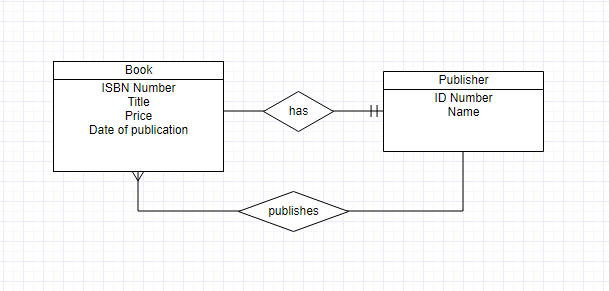 Book
ISBN Number
Title
Price
Date of publication
has
Publisher
ID Number
Name
publishes